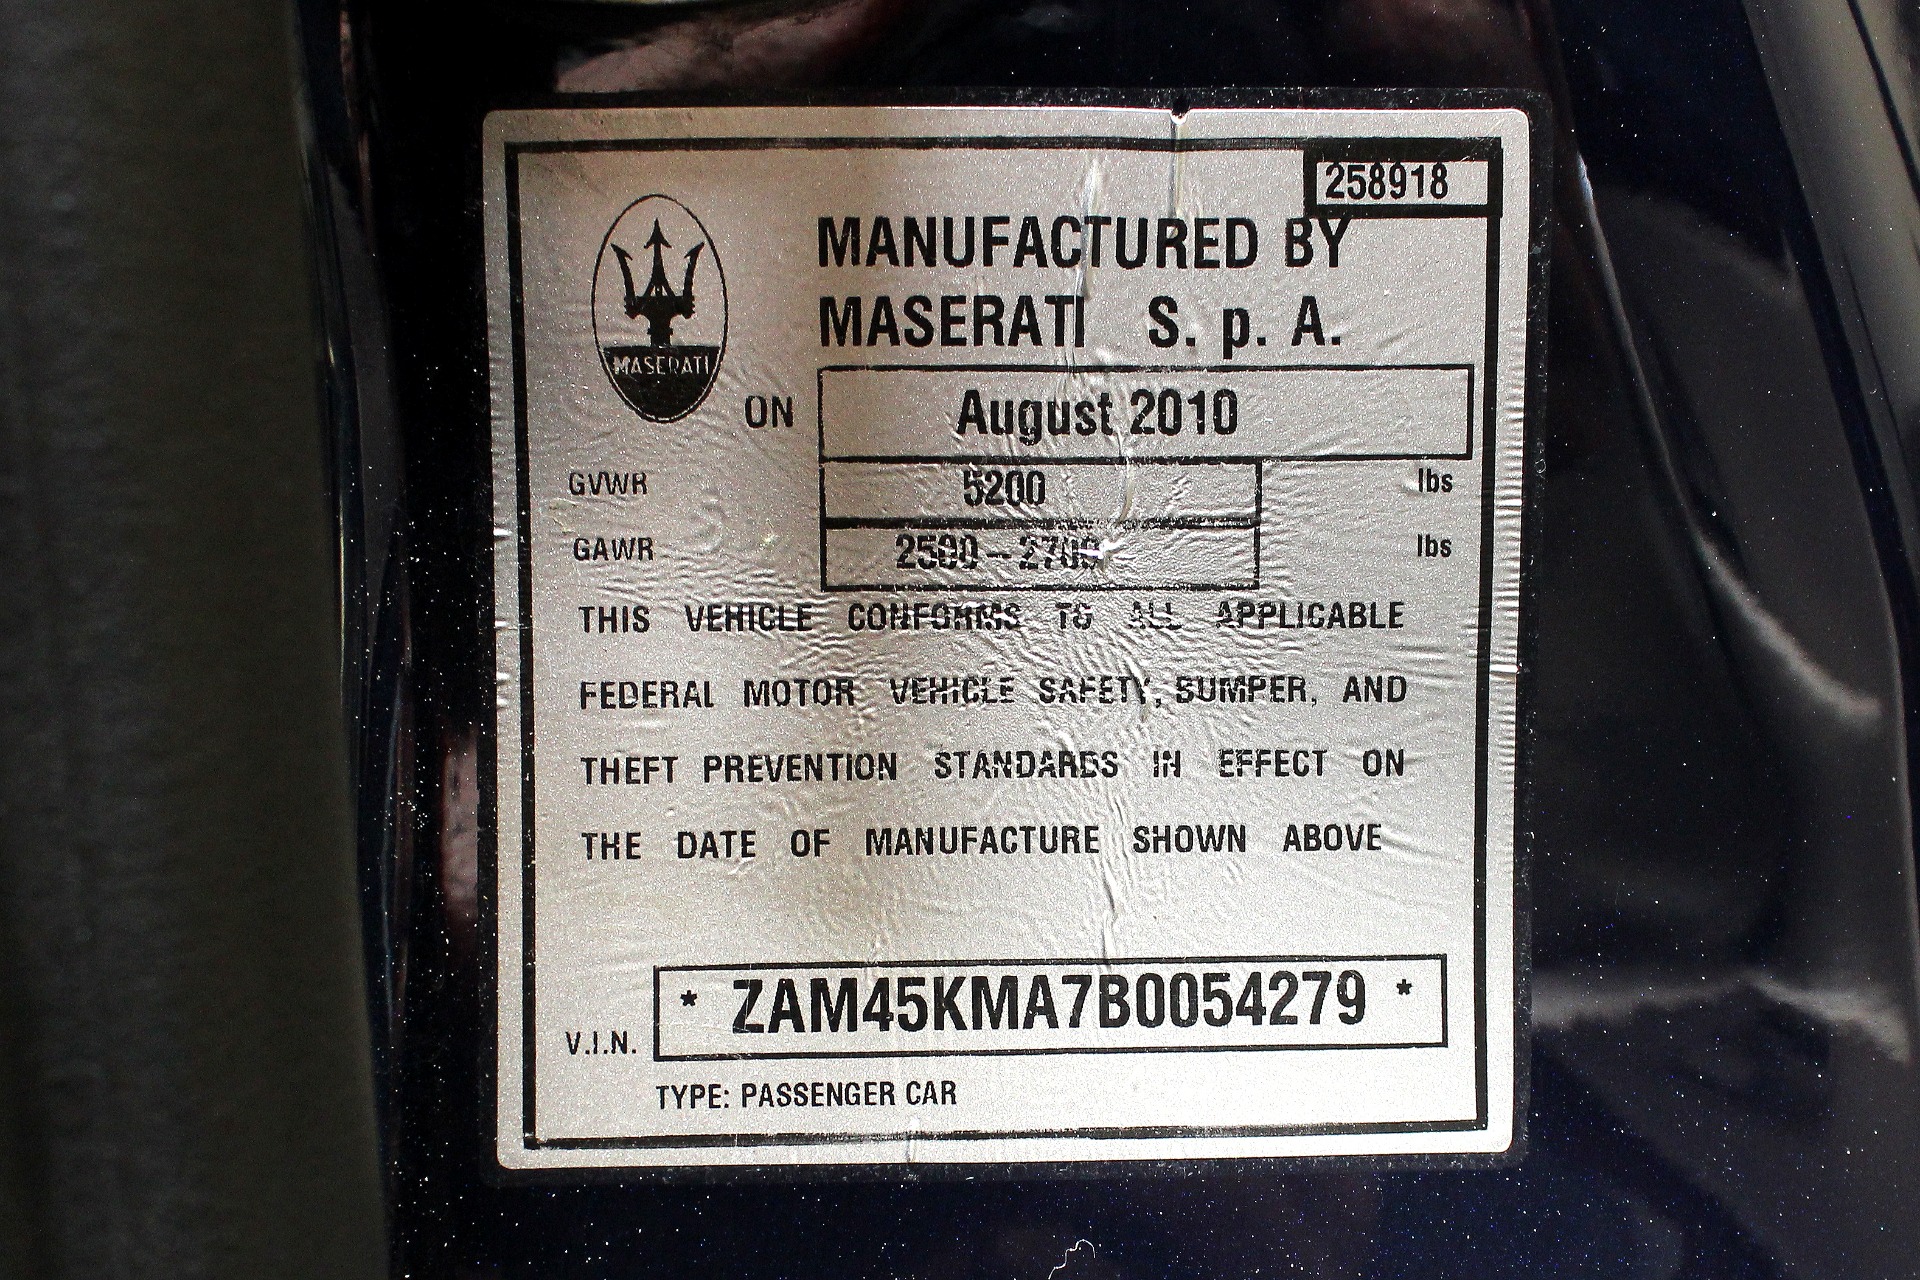 258918
MANUFACTURED BY
MASERATI S. p. A.
MASERATI
ON August 2010
GVWR 5200 lbs
GAWR 2500 – 2700 lbs
THIS VEHICLE CONFORMS TO ALL APPLICABLE
FEDERAL MOTOR VEHICLE SAFETY, BUMPER, AND
THEFT PREVENTION STANDARDS IN EFFECT ON
THE DATE OF MANUFACTURE SHOWN ABOVE
V.I.N. * ZAM45KMA7B0054279 *
TYPE: PASSENGER CAR